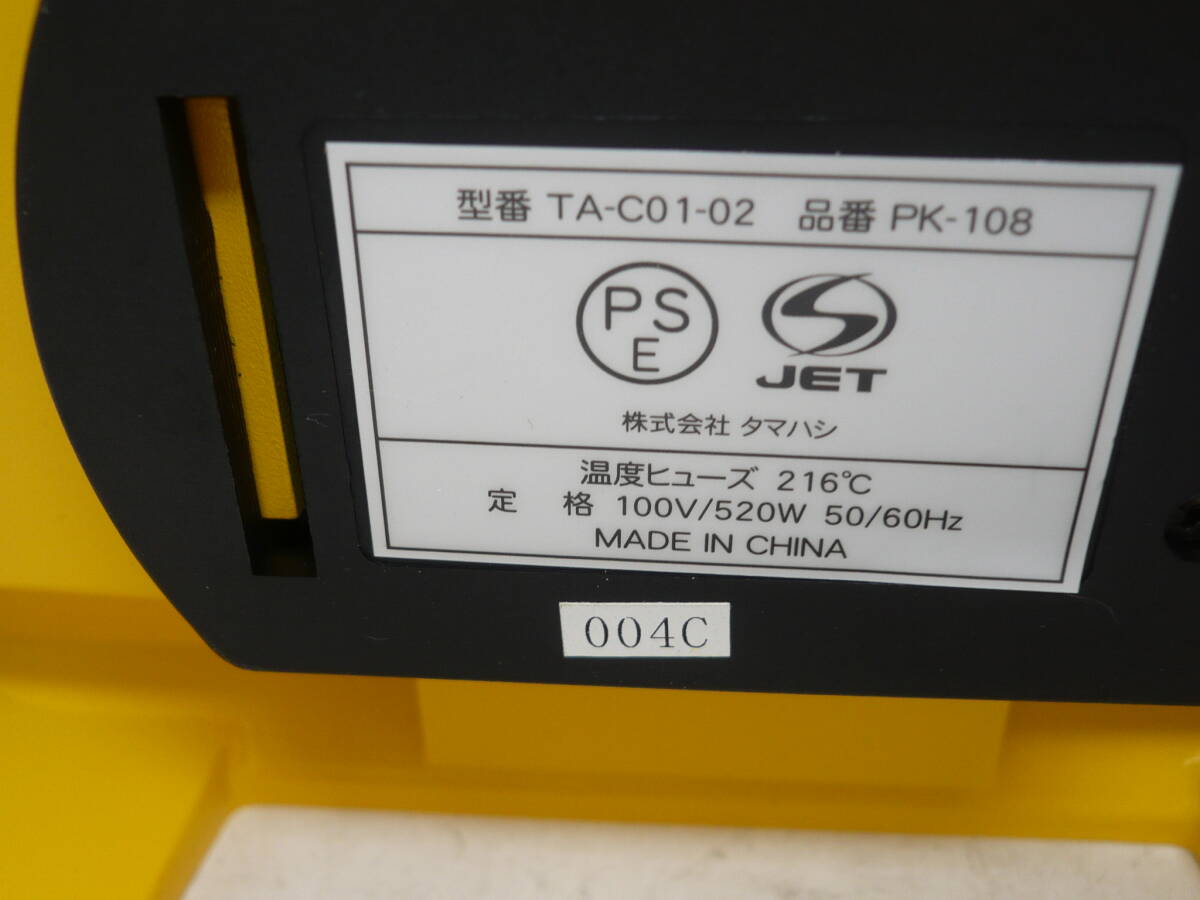 型番 TA-C01-02 品番 PK-108
PS
E
JET
株式会社 タマハシ
温度ヒューズ 216℃
定 格 100V/520W 50/60Hz
MADE IN CHINA
004C